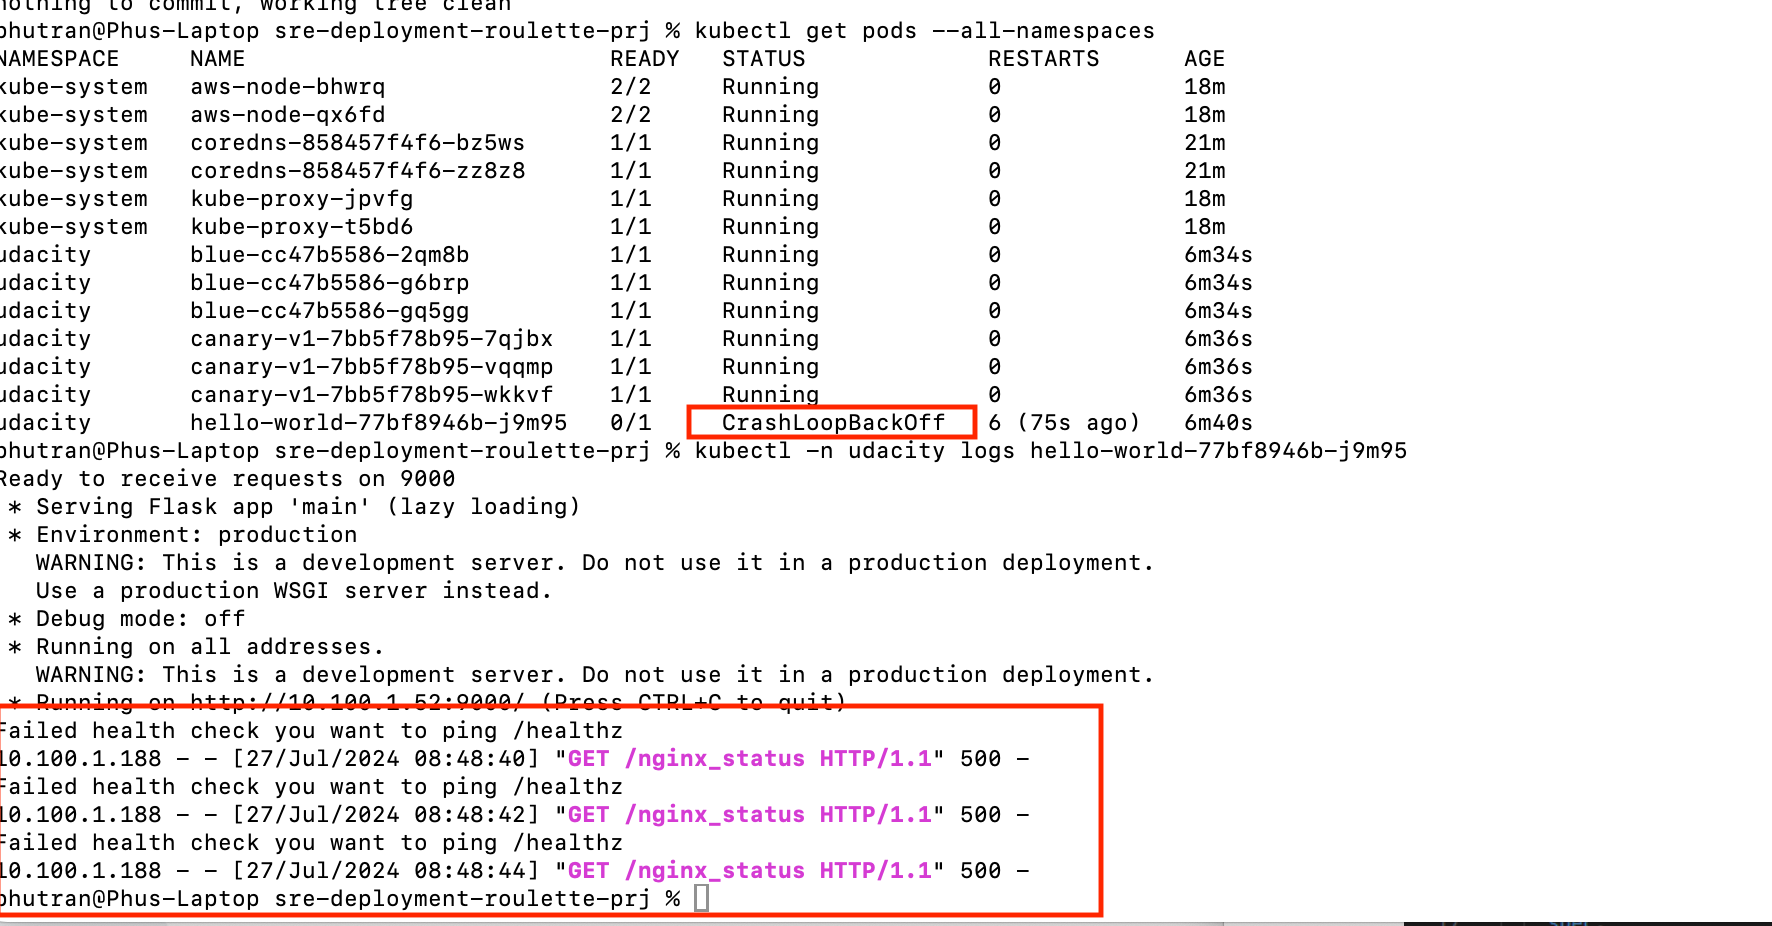 nothing to commit, working tree clean
phutran@Phus-Laptop sre-deployment-roulette-prj % kubectl get pods --all-namespaces
NAMESPACE NAME READY STATUS RESTARTS AGE
kube-system aws-node-bhwrq 2/2 Running 0 18m
kube-system aws-node-qx6fd 2/2 Running 0 18m
kube-system coredns-858457f4f6-bz5ws 1/1 Running 0 21m
kube-system coredns-858457f4f6-zz8z8 1/1 Running 0 21m
kube-system kube-proxy-jpvfg 1/1 Running 0 18m
kube-system kube-proxy-t5bd6 1/1 Running 0 18m
udacity blue-cc47b5586-2qm8b 1/1 Running 0 6m34s
udacity blue-cc47b5586-g6brp 1/1 Running 0 6m34s
udacity blue-cc47b5586-gq5gg 1/1 Running 0 6m34s
udacity canary-v1-7bb5f78b95-7qjbx 1/1 Running 0 6m36s
udacity canary-v1-7bb5f78b95-vqqmp 1/1 Running 0 6m36s
udacity canary-v1-7bb5f78b95-wkkvf 1/1 Running 0 6m36s
udacity hello-world-77bf8946b-j9m95 0/1 CrashLoopBackOff 6 (75s ago) 6m40s
phutran@Phus-Laptop sre-deployment-roulette-prj % kubectl -n udacity logs hello-world-77bf8946b-j9m95
Ready to receive requests on 9000
* Serving Flask app 'main' (lazy loading)
* Environment: production
WARNING: This is a development server. Do not use it in a production deployment.
Use a production WSGI server instead.
* Debug mode: off
* Running on all addresses.
WARNING: This is a development server. Do not use it in a production deployment.
* Running on http://10.100.1.52:9000/ (Press CTRL+C to quit)
Failed health check you want to ping /healthz
10.100.1.188 - - [27/Jul/2024 08:48:40] "GET /nginx_status HTTP/1.1" 500 -
Failed health check you want to ping /healthz
10.100.1.188 - - [27/Jul/2024 08:48:42] "GET /nginx_status HTTP/1.1" 500 -
Failed health check you want to ping /healthz
10.100.1.188 - - [27/Jul/2024 08:48:44] "GET /nginx_status HTTP/1.1" 500 -
phutran@Phus-Laptop sre-deployment-roulette-prj %